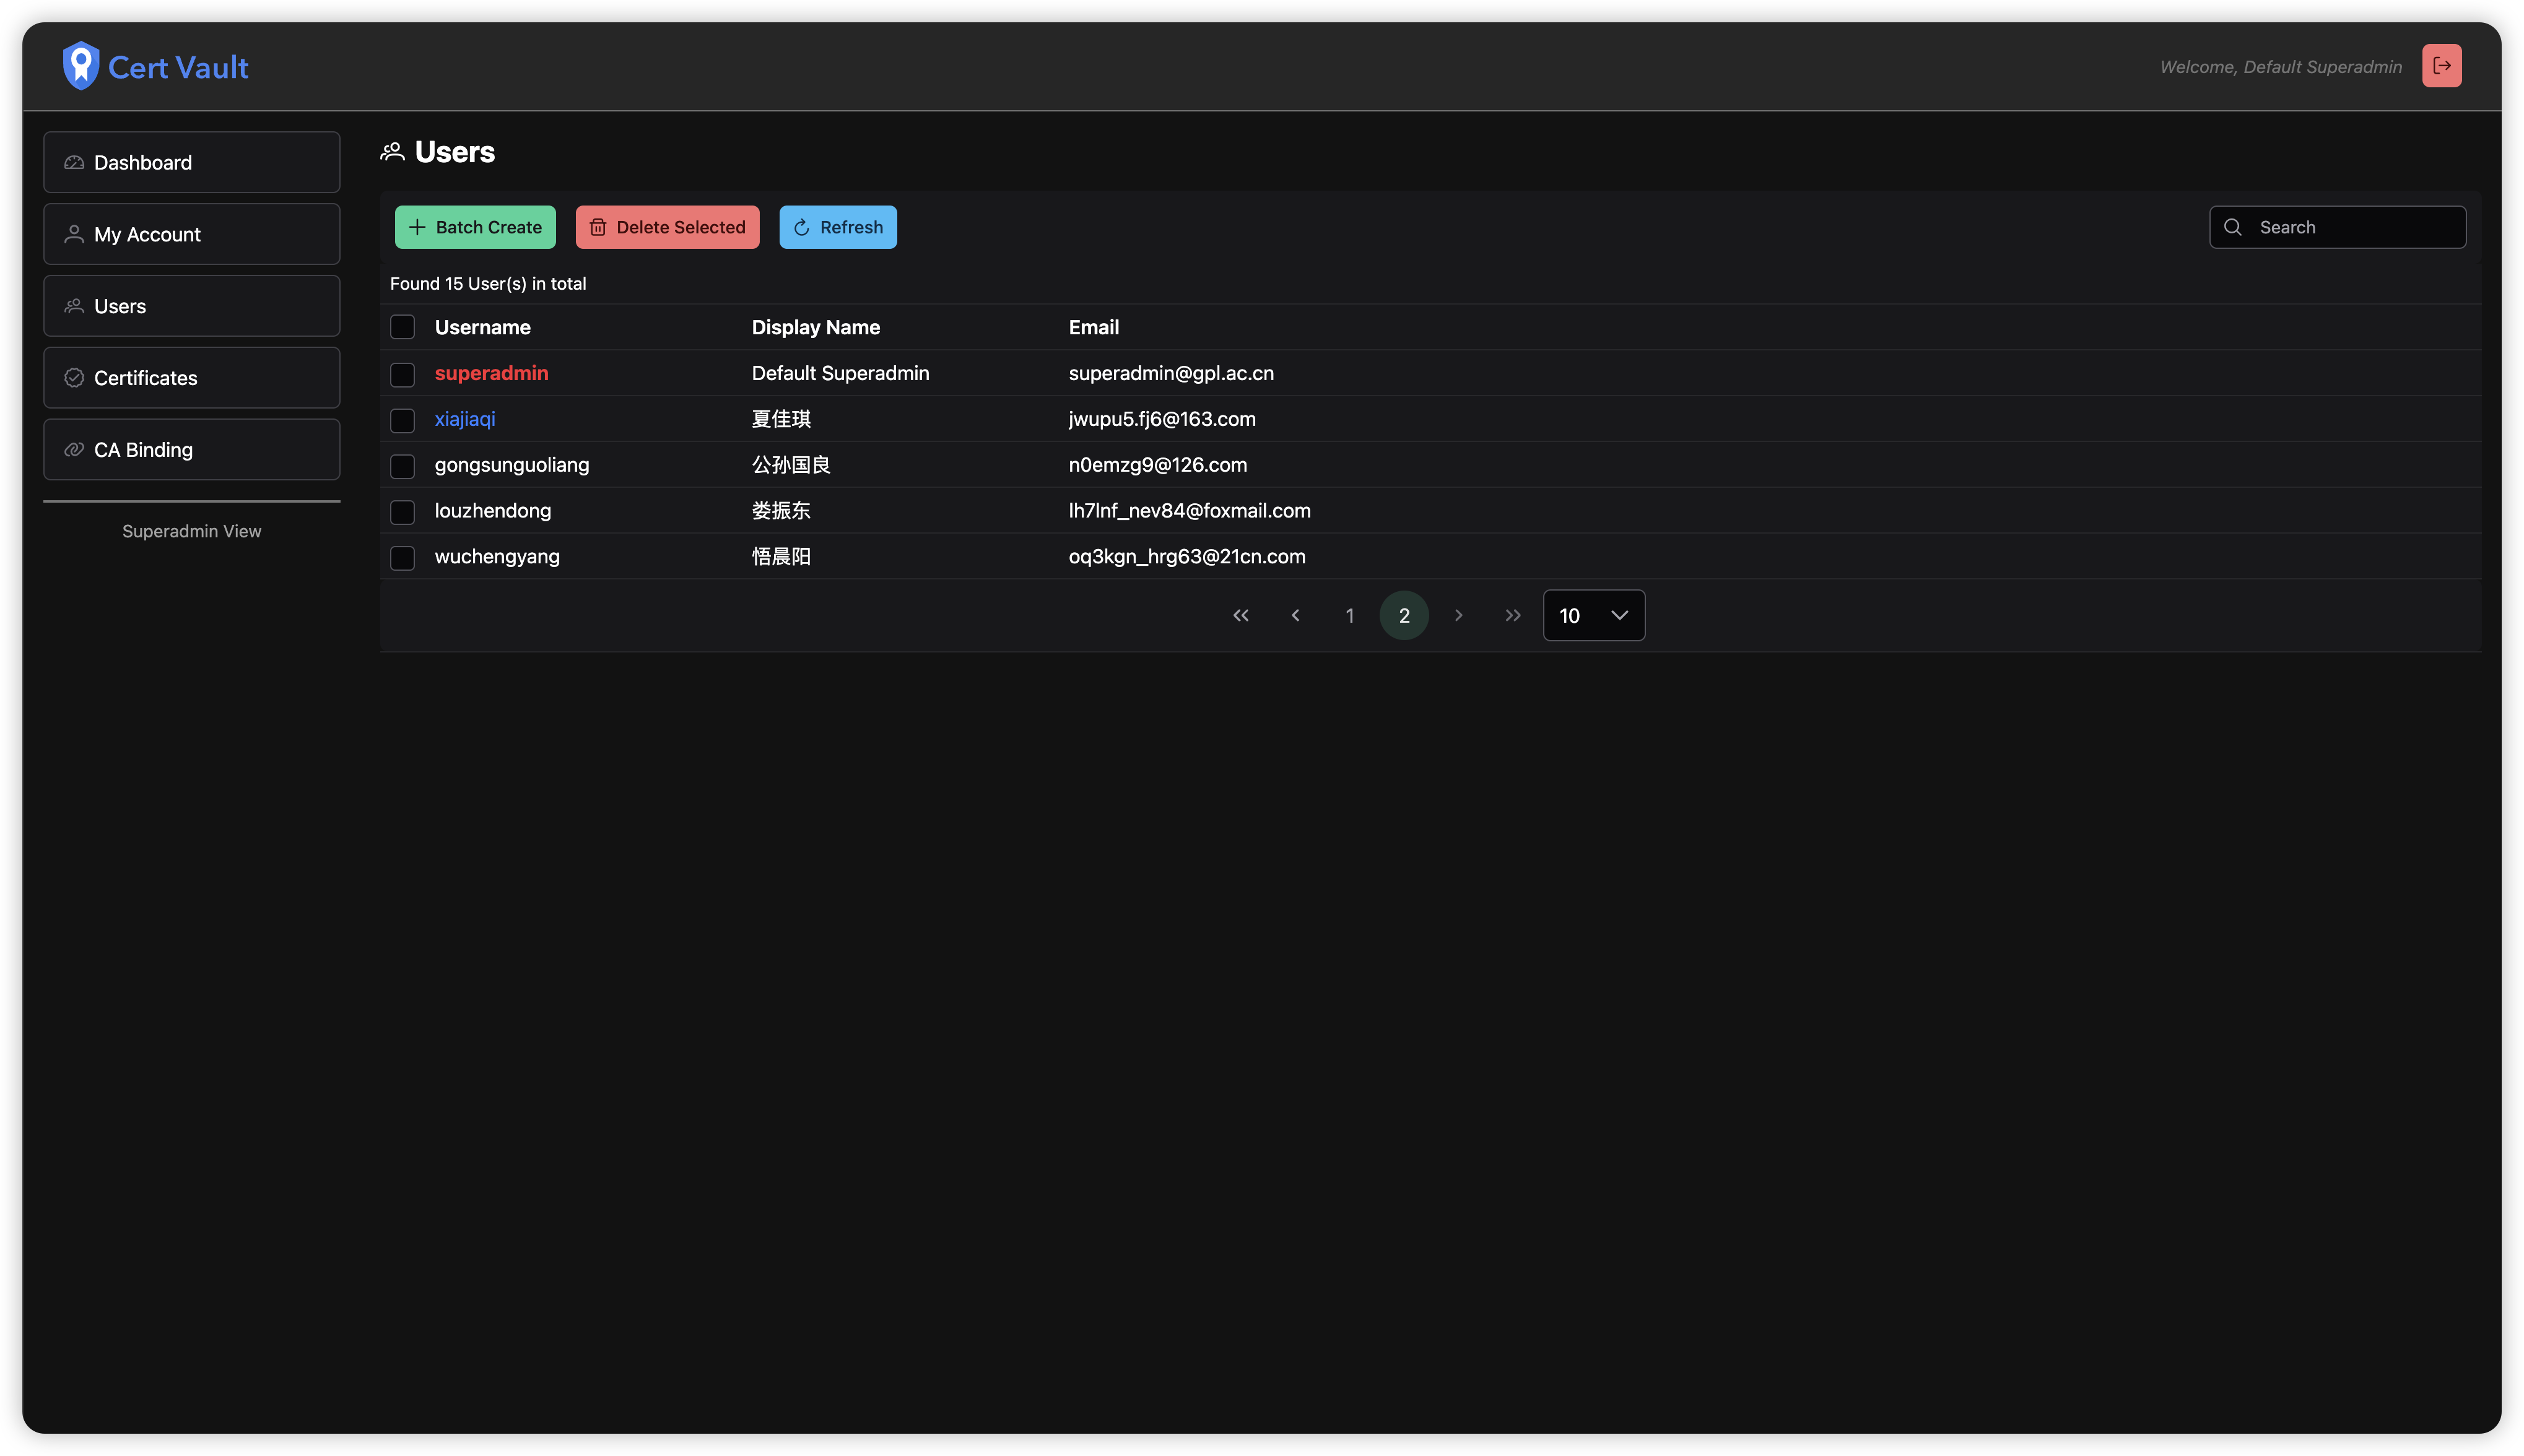 Cert Vault
Welcome, Default Superadmin
Dashboard
My Account
Users
Certificates
CA Binding
Superadmin View
Users
Batch Create Delete Selected Refresh Search
Found 15 User(s) in total
Username Display Name Email
superadmin Default Superadmin superadmin@gpl.ac.cn
xiajiaqi 夏佳琪 jwupu5.fj6@163.com
gongsunguoliang 公孙国良 n0emzg9@126.com
louzhendong 娄振东 lh7lnf_nev84@foxmail.com
wuchengyang 悟晨阳 oq3kgn_hrg63@21cn.com
1 2 10